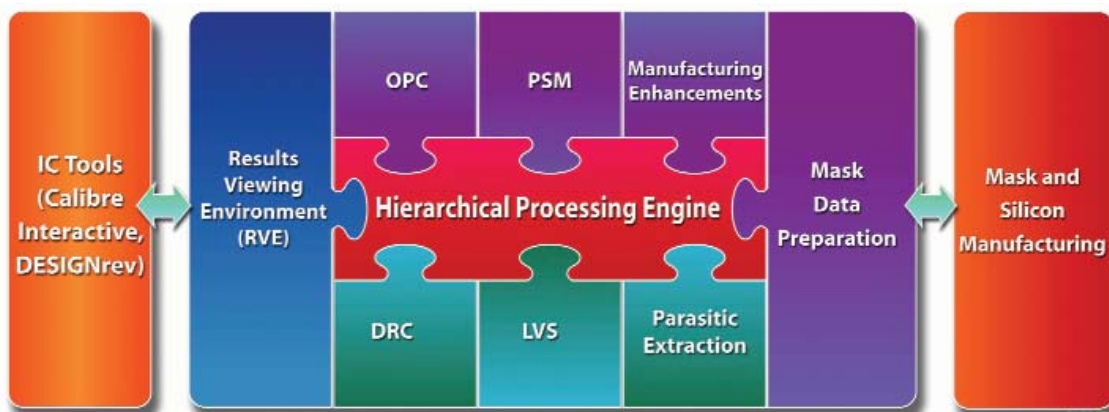 IC Tools
(Calibre
Interactive,
DESIGNrev)
Results
Viewing
Environment
(RVE)
OPC
PSM
Manufacturing
Enhancements
Hierarchical Processing Engine
DRC
LVS
Parasitic
Extraction
Mask
Data
Preparation
Mask and
Silicon
Manufacturing